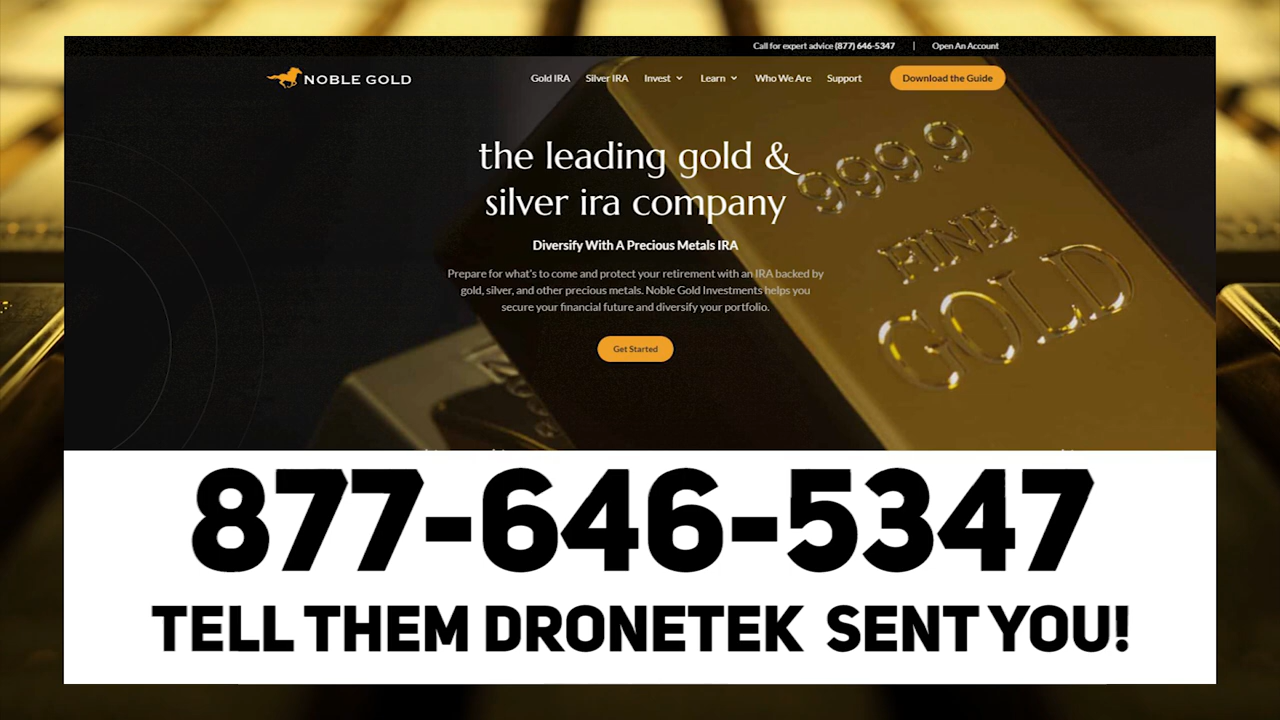 Call for expert advice (877) 646-5347 | Open An Account
NOBLE GOLD Gold IRA Silver IRA Invest Learn Who We Are Support Download the Guide
the leading gold &
silver ira company
Diversify With A Precious Metals IRA
Prepare for what's to come and protect your retirement with an IRA backed by
gold, silver, and other precious metals. Noble Gold Investments helps you
secure your financial future and diversify your portfolio.
Get Started
999.9
FINE
GOLD
877-646-5347
TELL THEM DRONETEK SENT YOU!